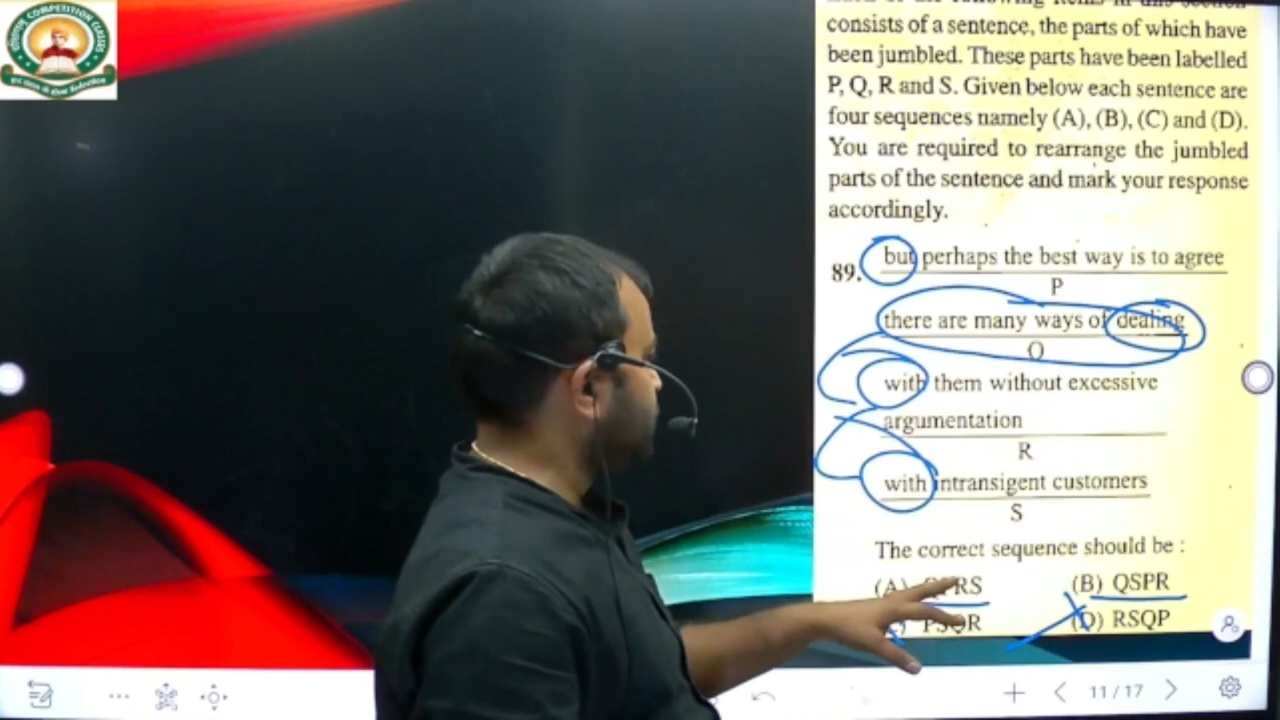 COMPETITION CLASSES
consists of a sentence, the parts of which have
been jumbled. These parts have been labelled
P, Q, R and S. Given below each sentence are
four sequences namely (A), (B), (C) and (D).
You are required to rearrange the jumbled
parts of the sentence and mark your response
accordingly.
89. but perhaps the best way is to agree
P
there are many ways of dealing
Q
with them without excessive
argumentation
R
with intransigent customers
S
The correct sequence should be :
(A) QPRS (B) QSPR
PSQR (D) RSQP
11 / 17